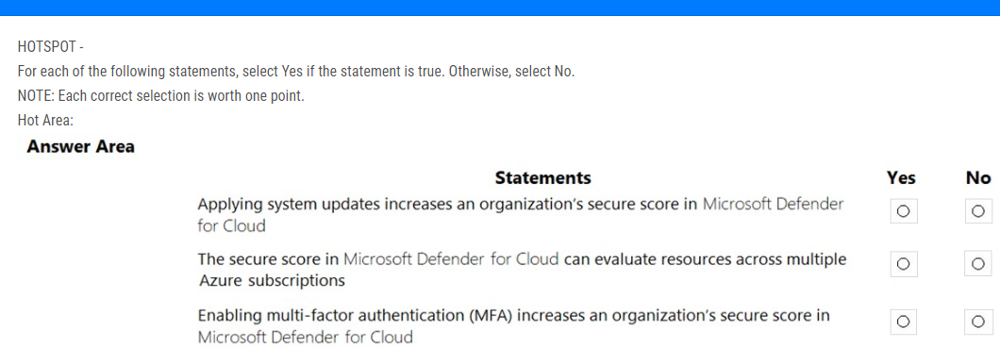 HOTSPOT -
For each of the following statements, select Yes if the statement is true. Otherwise, select No.
NOTE: Each correct selection is worth one point.
Hot Area:
Answer Area
Statements Yes No
Applying system updates increases an organization's secure score in Microsoft Defender
for Cloud
The secure score in Microsoft Defender for Cloud can evaluate resources across multiple
Azure subscriptions
Enabling multi-factor authentication (MFA) increases an organization's secure score in
Microsoft Defender for Cloud